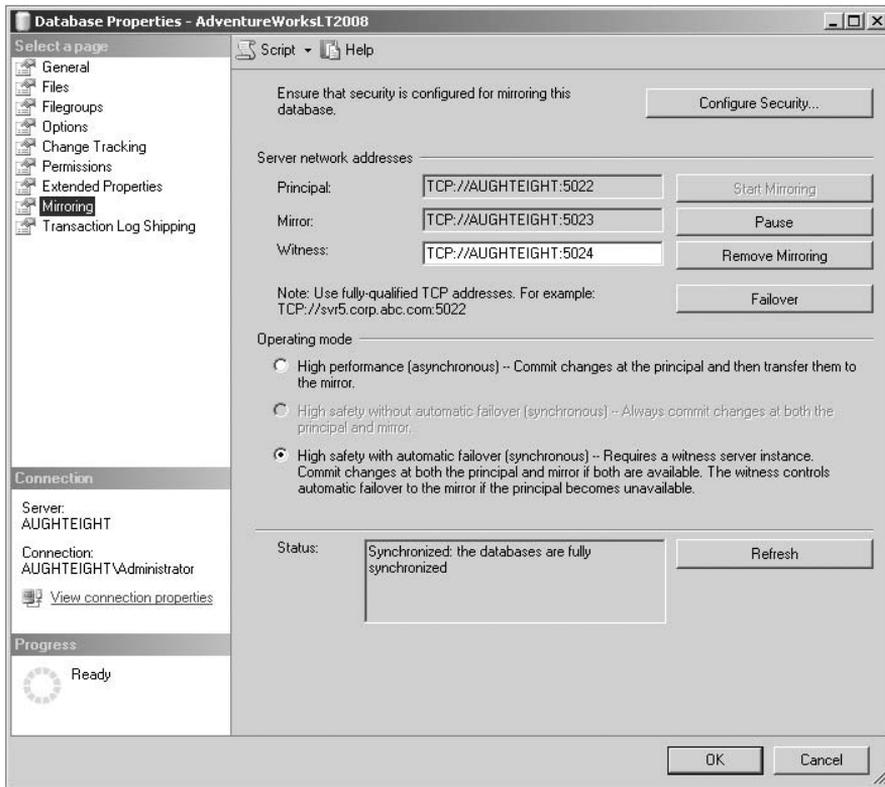 Database Properties - AdventureWorksLT2008
Select a page
General
Files
Filegroups
Options
Change Tracking
Permissions
Extended Properties
Mirroring
Transaction Log Shipping
Connection
Server:
AUGHTEIGHT
Connection:
AUGHTEIGHT\Administrator
View connection properties
Progress
Ready
Script
Help
Ensure that security is configured for mirroring this
database.
Configure Security...
Server network addresses
Principal:
TCP://AUGHTEIGHT:5022
Start Mirroring
Mirror:
TCP://AUGHTEIGHT:5023
Pause
Witness:
TCP://AUGHTEIGHT:5024
Remove Mirroring
Note: Use fully-qualified TCP addresses. For example:
TCP://svr5.corp.abc.com:5022
Failover
Operating mode
High performance (asynchronous) -- Commit changes at the principal and then transfer them to
the mirror.
High safety without automatic failover (synchronous) -- Always commit changes at both the
principal and mirror.
High safety with automatic failover (synchronous) -- Requires a witness server instance.
Commit changes at both the principal and mirror if both are available. The witness controls
automatic failover to the mirror if the principal becomes unavailable.
Status:
Synchronized: the databases are fully
synchronized
Refresh
OK
Cancel